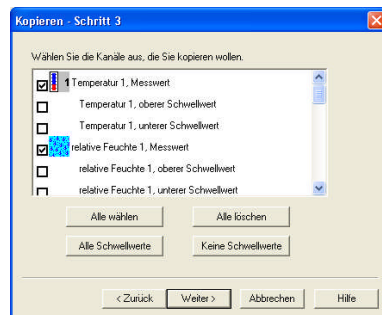 Kopieren - Schritt 3
Wählen Sie die Kanäle aus, die Sie kopieren wollen.
1 Temperatur 1, Messwert
Temperatur 1, oberer Schwellwert
Temperatur 1, unterer Schwellwert
relative Feuchte 1, Messwert
relative Feuchte 1, oberer Schwellwert
relative Feuchte 1, unterer Schwellwert
Alle wählen
Alle löschen
Alle Schwellwerte
Keine Schwellwerte
< Zurück
Weiter >
Abbrechen
Hilfe